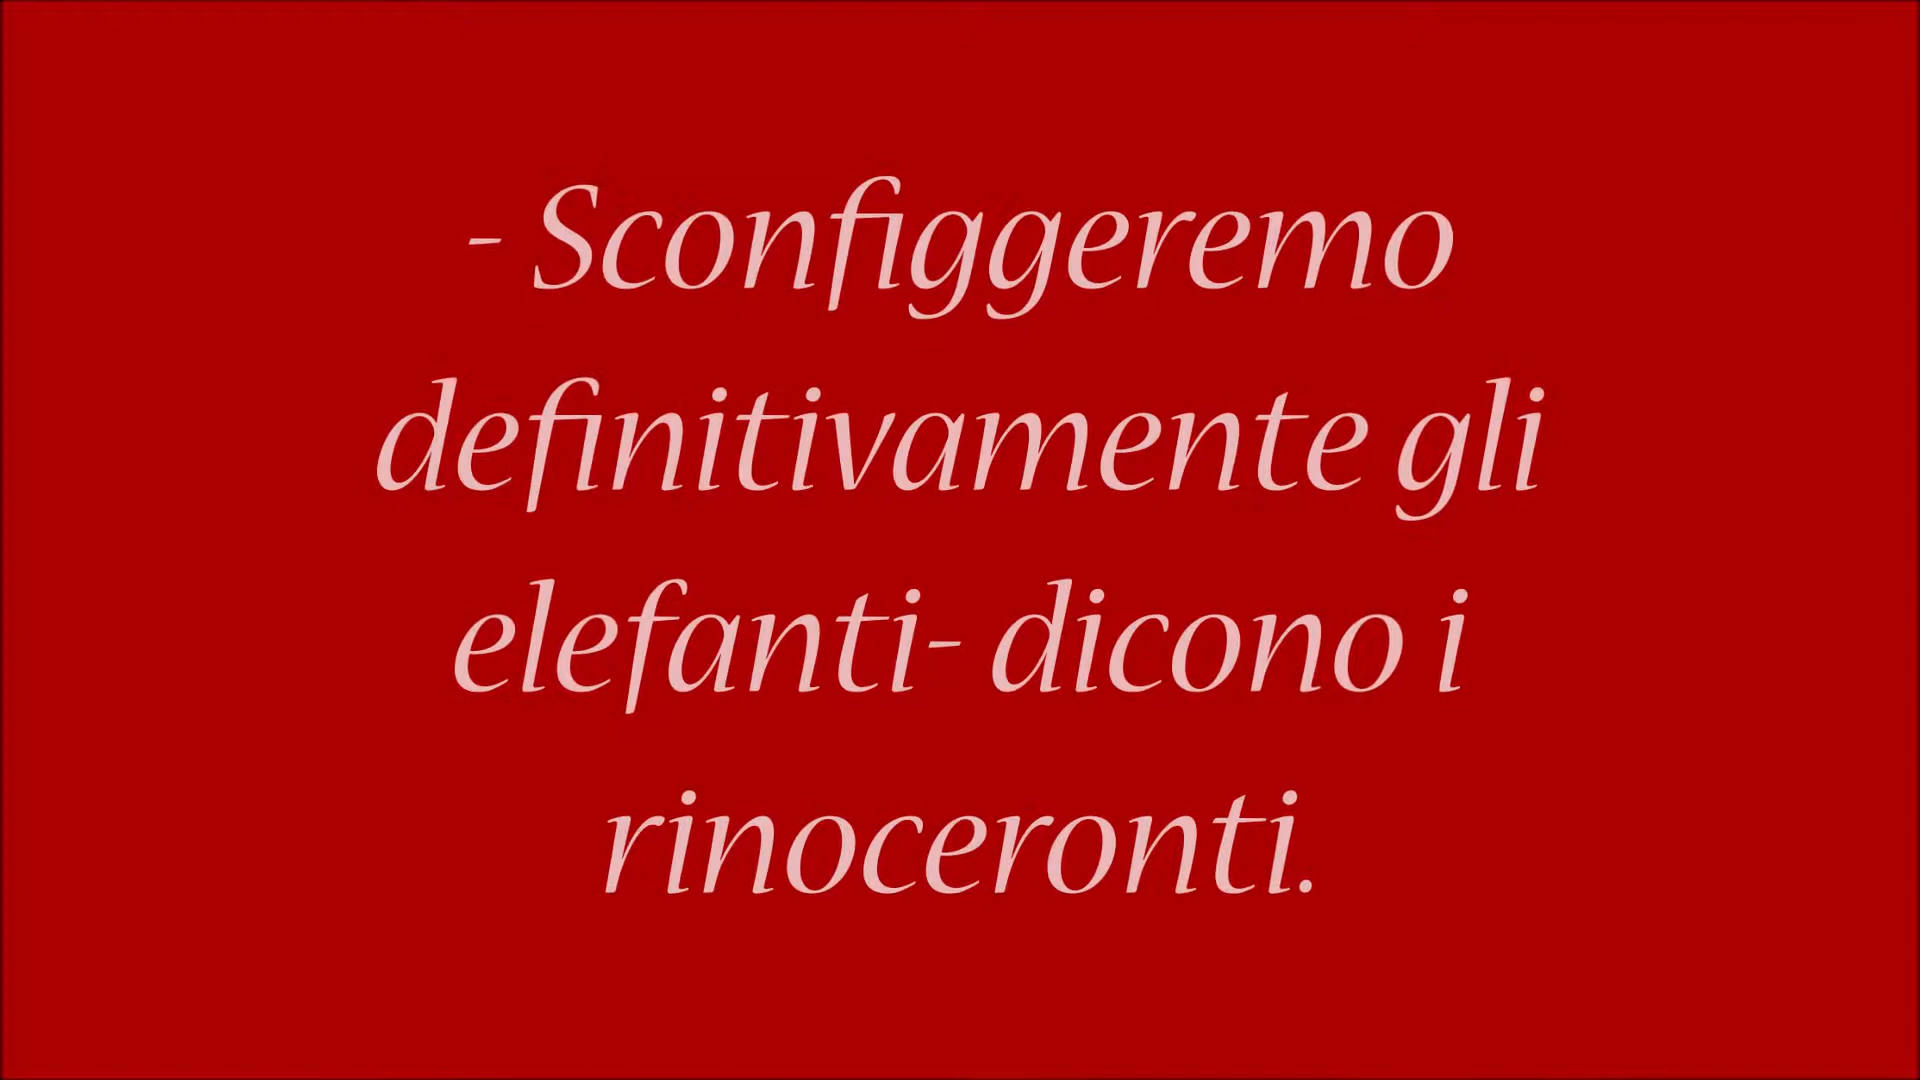 - Sconfiggeremo
definitivamente gli
elefanti- dicono i
rinoceronti.